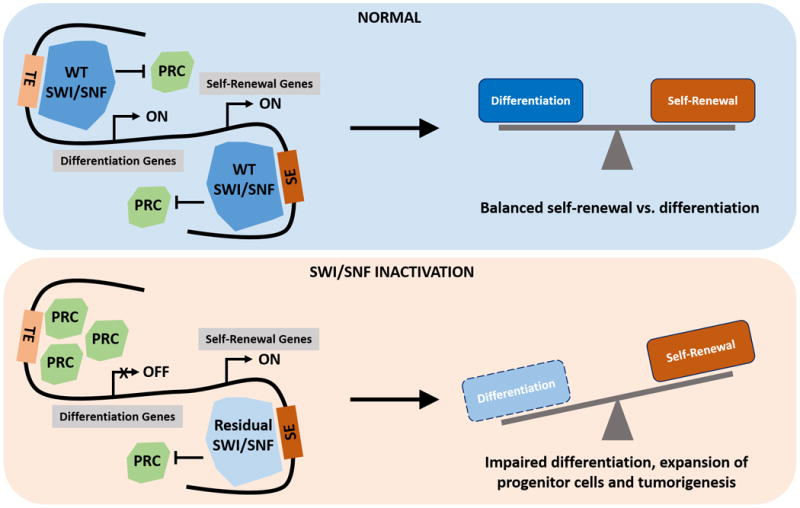 NORMAL
TE
WT
SWI/SNF
PRC
Self-Renewal Genes
ON
ON
Differentiation Genes
WT
SWI/SNF
SE
PRC
Differentiation
Self-Renewal
Balanced self-renewal vs. differentiation
SWI/SNF INACTIVATION
TE
PRC
PRC
PRC
Self-Renewal Genes
ON
OFF
Differentiation Genes
Residual
SWI/SNF
SE
PRC
Self-Renewal
Differentiation
Impaired differentiation, expansion of
progenitor cells and tumorigenesis